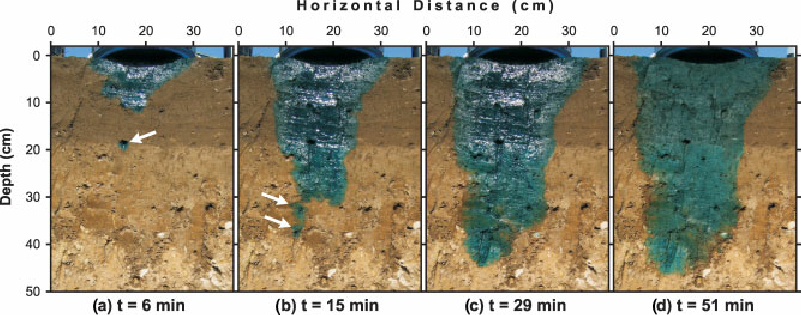 Horizontal Distance (cm)
0 10 20 30 0 10 20 30 0 10 20 30 0 10 20 30
Depth (cm)
0
10
20
30
40
50
(a) t = 6 min (b) t = 15 min (c) t = 29 min (d) t = 51 min